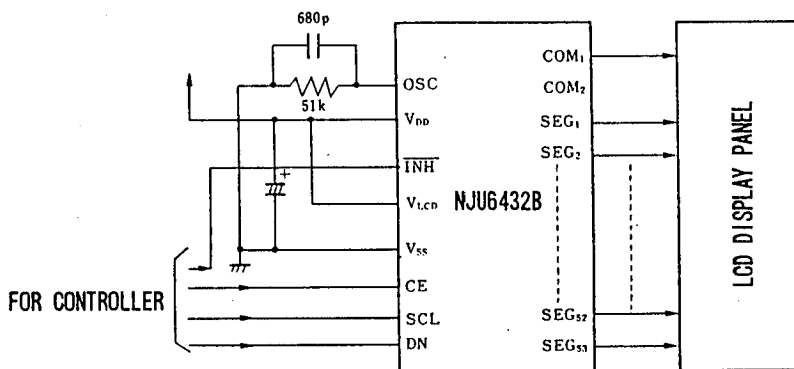 680p
51k
OSC
VDD
INH
VLCD
VSS
CE
SCL
DN
FOR CONTROLLER
NJU6432B
COM1
COM2
SEG1
SEG2
SEG52
SEG53
LCD DISPLAY PANEL